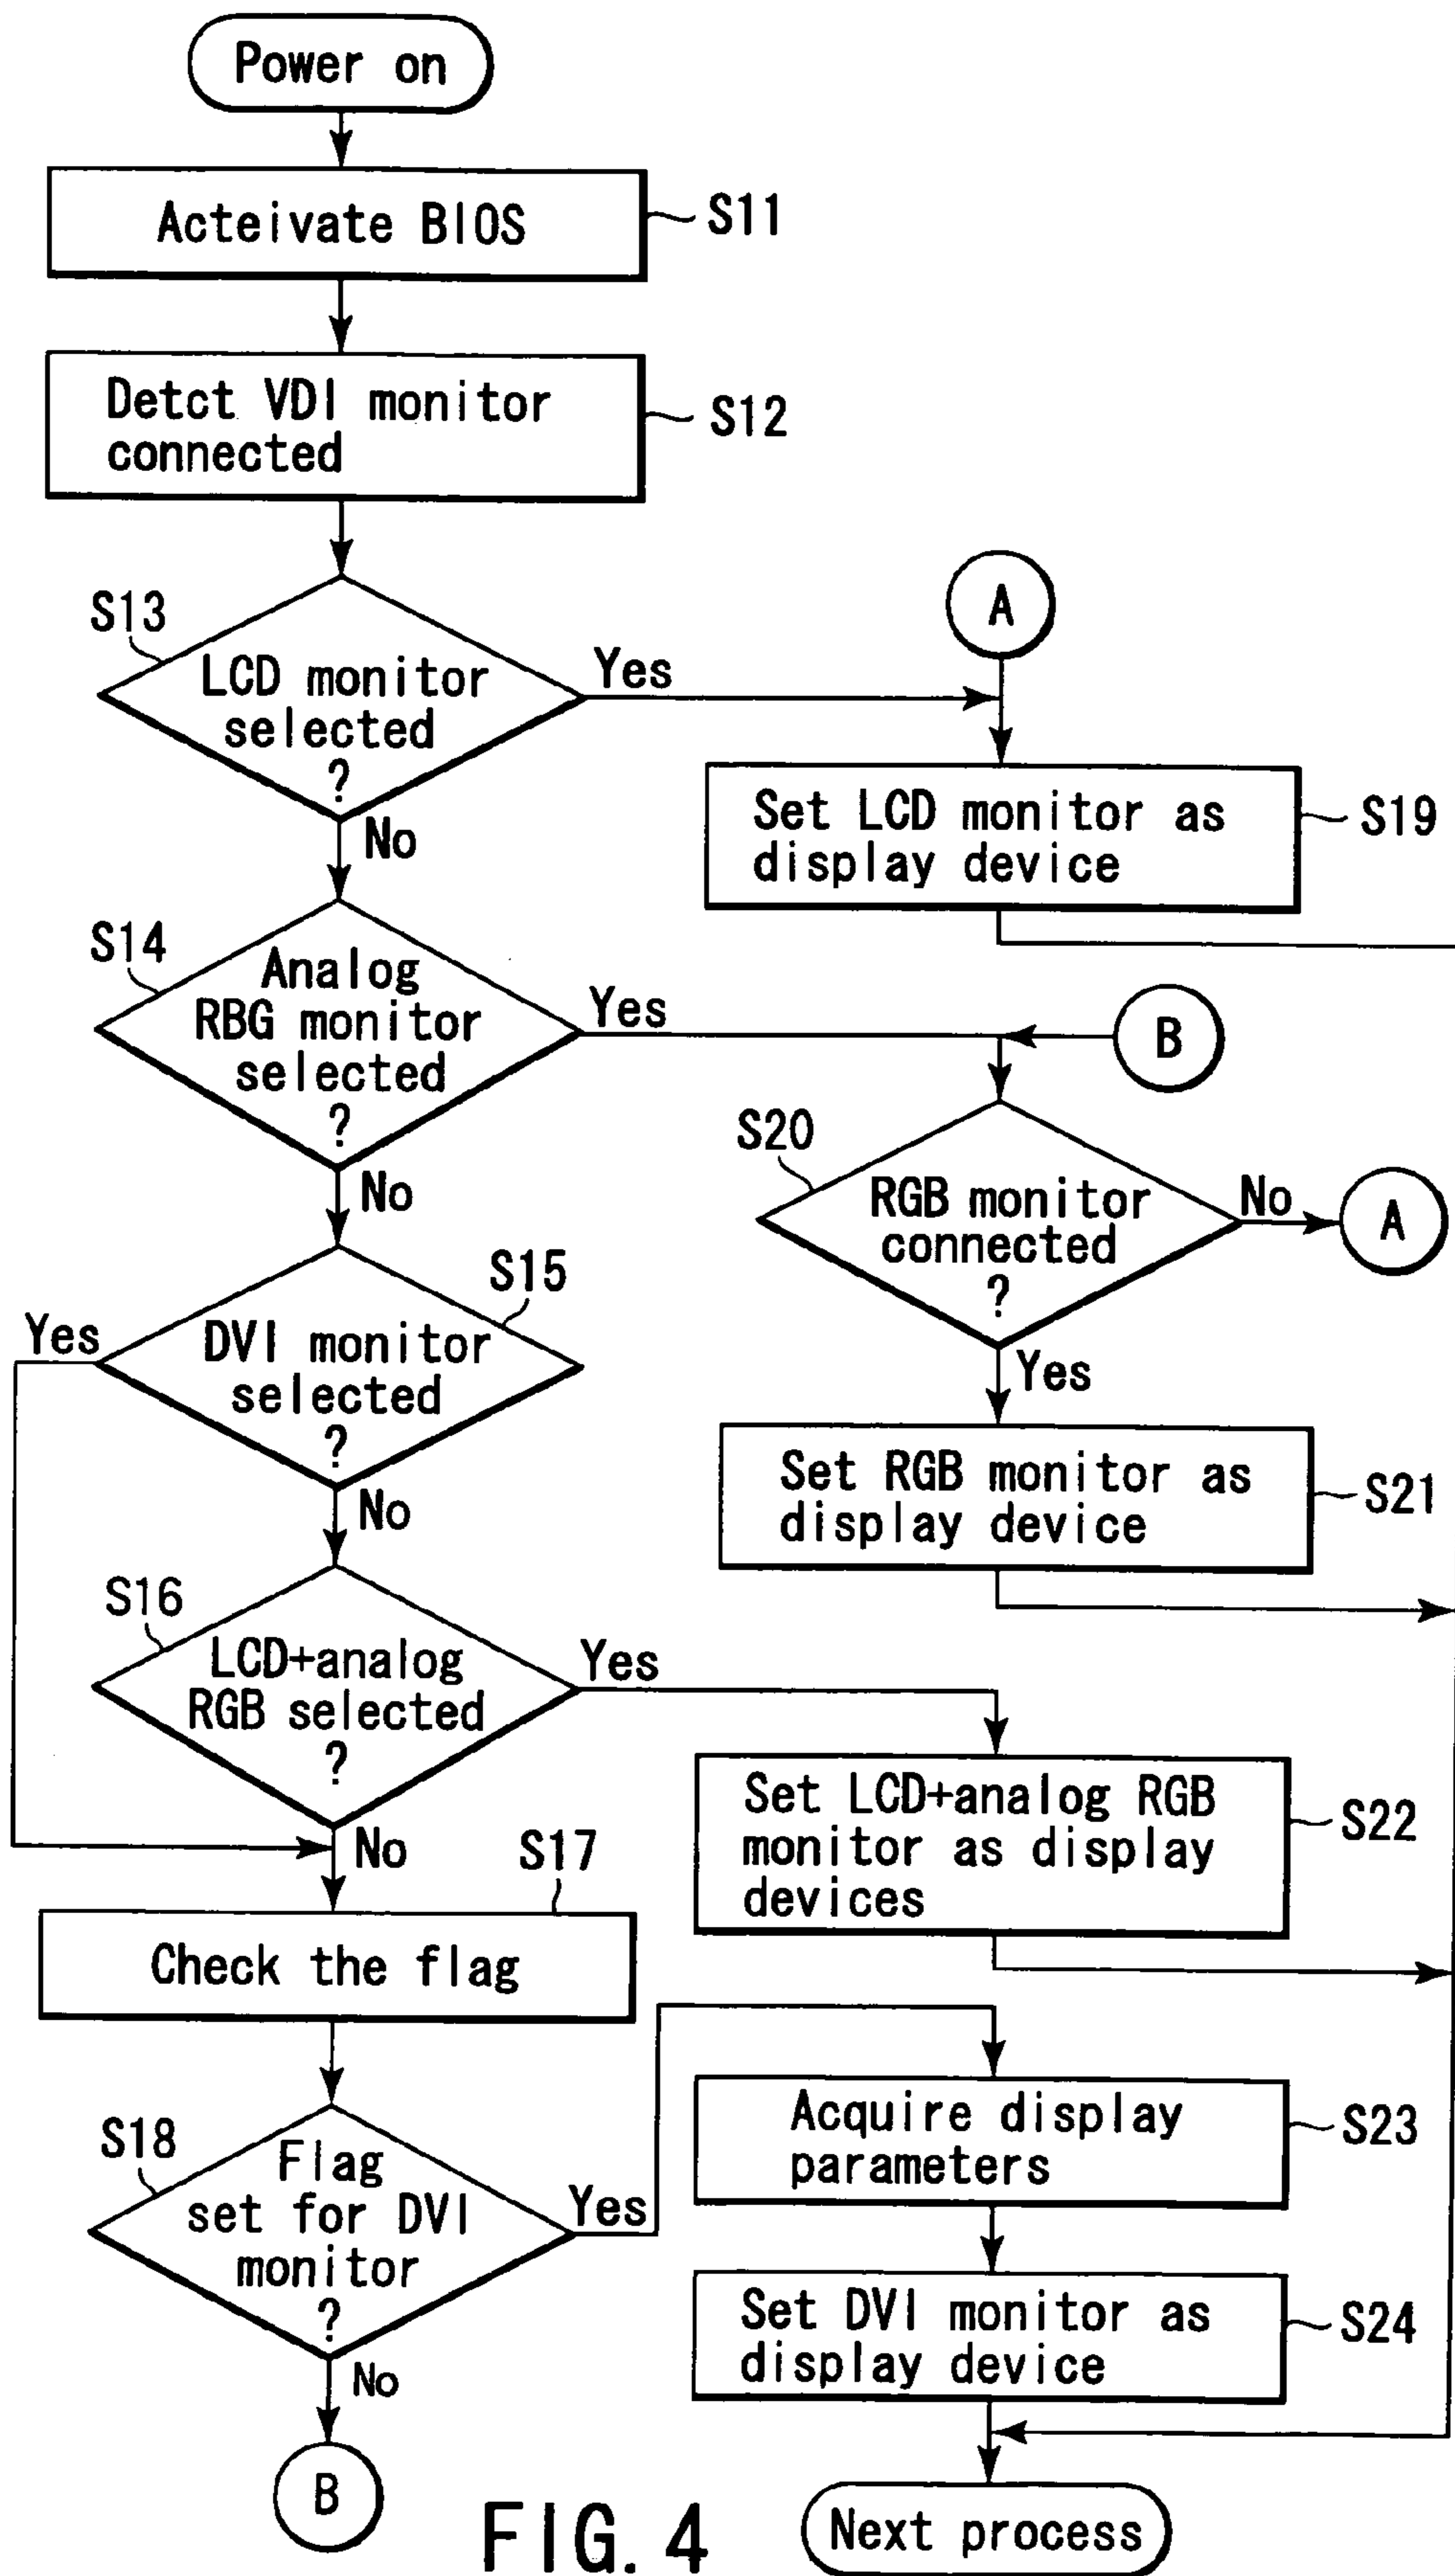 Power on
Acteivate BIOS
S11
Detct VDI monitor
connected
S12
S13
LCD monitor
selected
?
Yes
No
A
Set LCD monitor as
display device
S19
S14
Analog
RBG monitor
selected
?
Yes
No
B
S20
RGB monitor
connected
?
No
A
Yes
S15
Yes
DVI monitor
selected
?
No
Set RGB monitor as
display device
S21
S16
LCD+analog
RGB selected
?
Yes
No
Set LCD+analog RGB
monitor as display
devices
S22
S17
Check the flag
S18
Flag
set for DVI
monitor
?
Yes
No
B
Acquire display
parameters
S23
Set DVI monitor as
display device
S24
Next process
FIG. 4